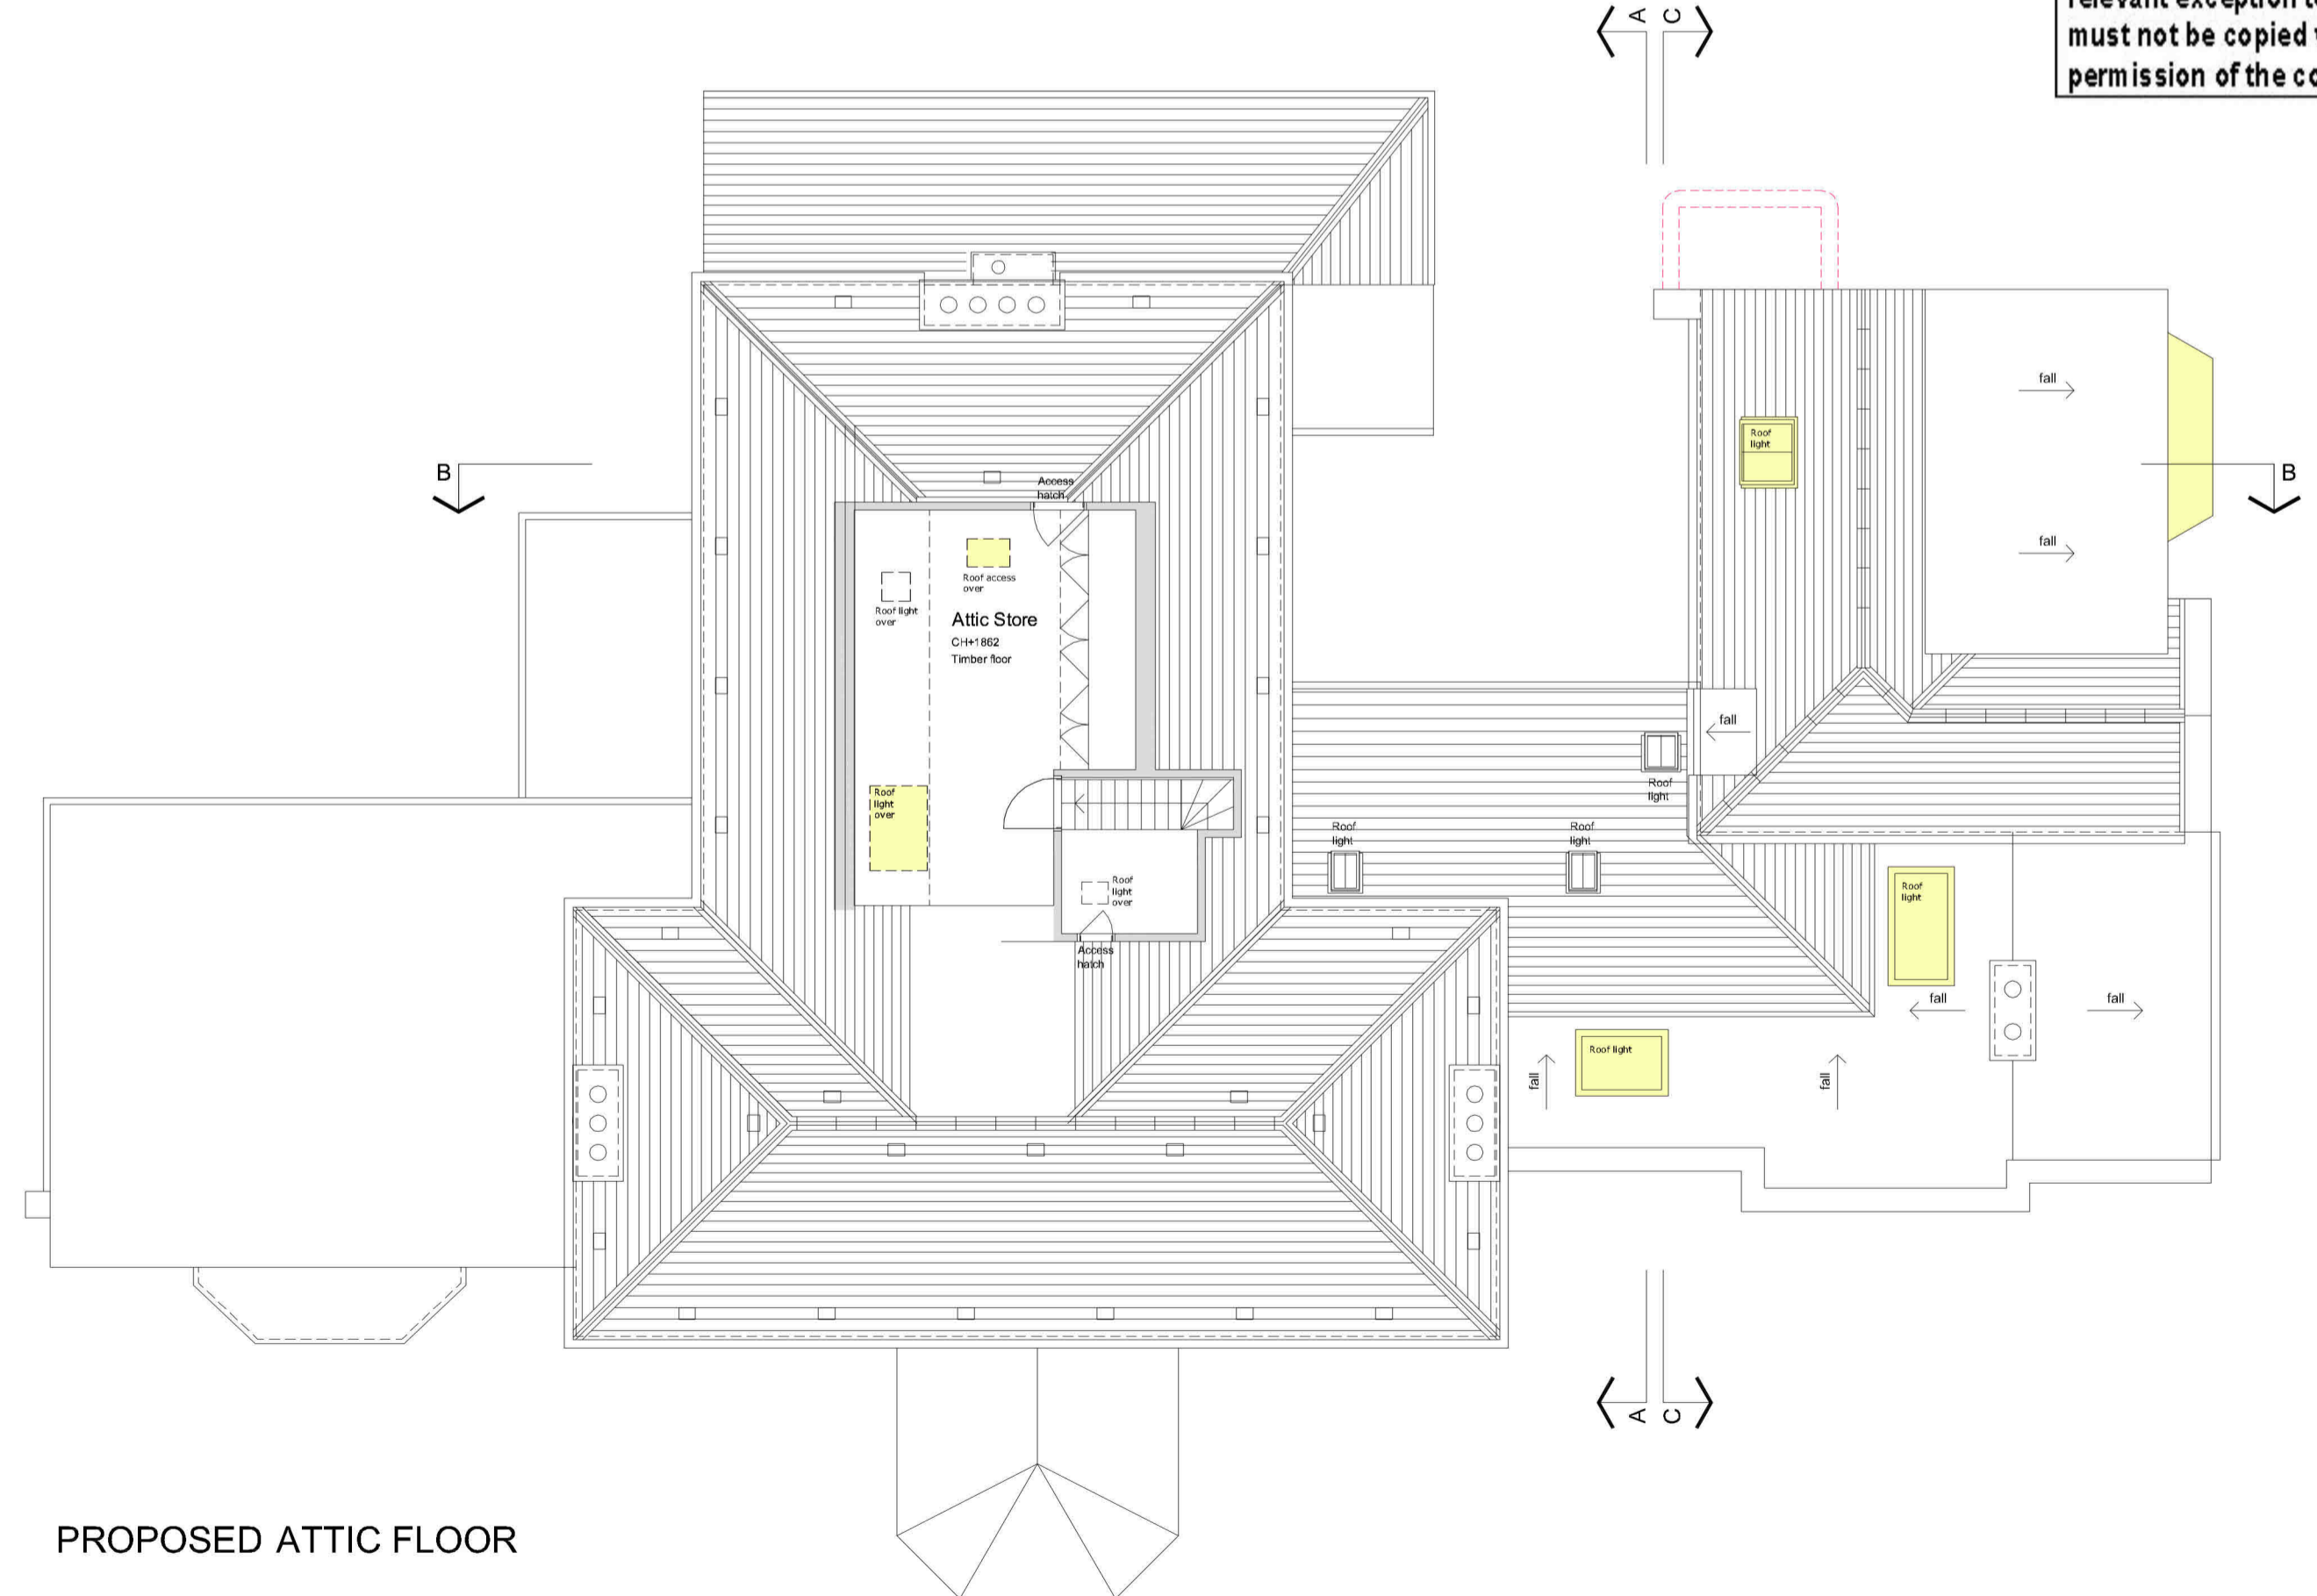 A C
relevant exception to
must not be copied
permission of the co
fall
Roof
light
B
B
Access
hatch
fall
Roof access
over
Roof light
over
Attic Store
CH+1862
Timber floor
fall
Roof
light
Roof
light
over
Roof
light
Roof
light
Roof
light
over
Roof
light
Access
hatch
fall
fall
Roof light
fall
fall
A C
PROPOSED ATTIC FLOOR